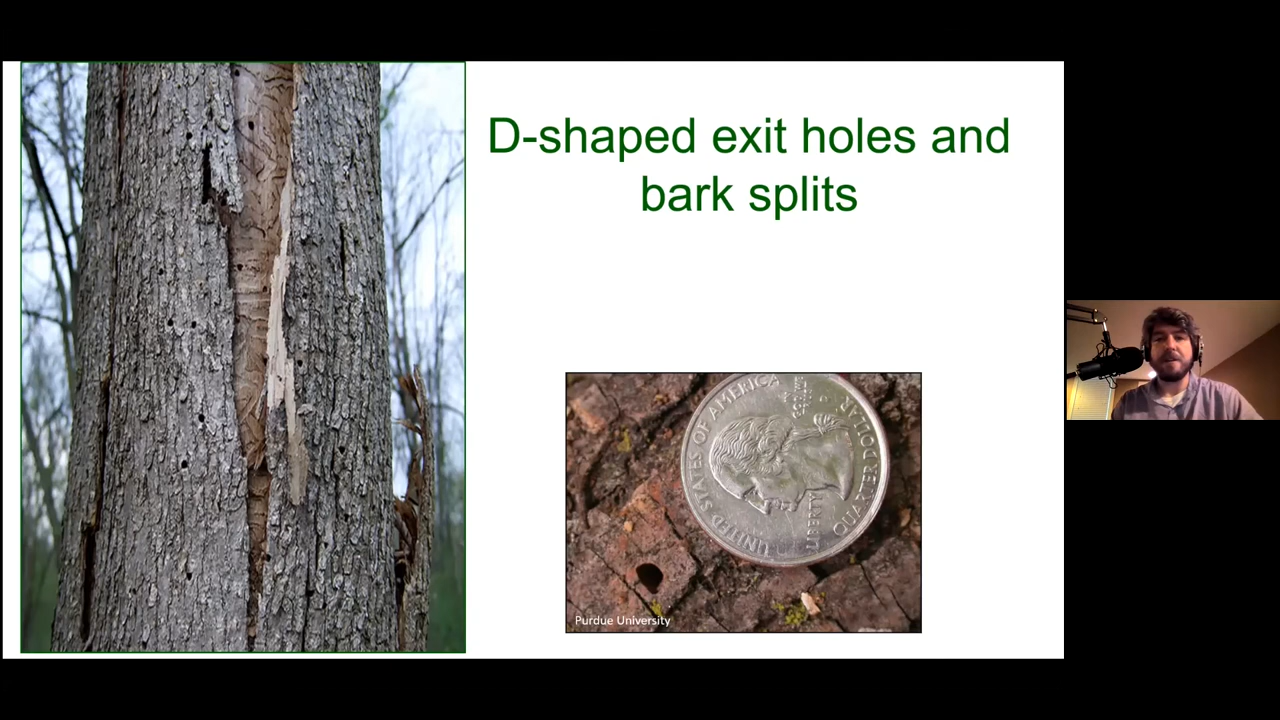 D-shaped exit holes and
bark splits
UNITED STATES OF AMERICA
LIBERTY
QUARTER DOLLAR
Purdue University